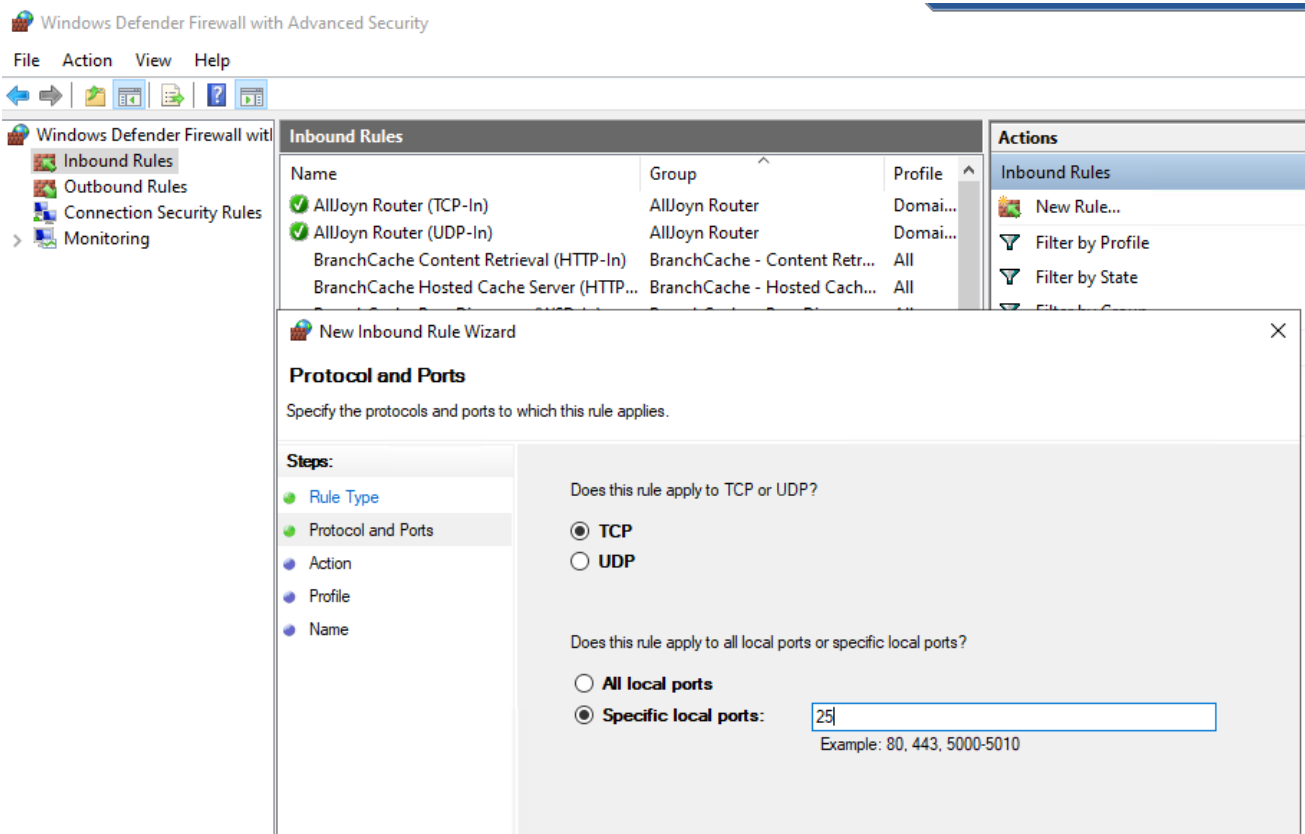 Windows Defender Firewall with Advanced Security
File Action View Help
Windows Defender Firewall witl
Inbound Rules
Outbound Rules
Connection Security Rules
Monitoring
Inbound Rules
Name Group Profile
AllJoyn Router (TCP-In) AllJoyn Router Domai...
AllJoyn Router (UDP-In) AllJoyn Router Domai...
BranchCache Content Retrieval (HTTP-In) BranchCache - Content Retr... All
BranchCache Hosted Cache Server (HTTP... BranchCache - Hosted Cach... All
Actions
Inbound Rules
New Rule...
Filter by Profile
Filter by State
Filter by Group
New Inbound Rule Wizard
Protocol and Ports
Specify the protocols and ports to which this rule applies.
Steps:
Rule Type
Protocol and Ports
Action
Profile
Name
Does this rule apply to TCP or UDP?
TCP
UDP
Does this rule apply to all local ports or specific local ports?
All local ports
Specific local ports: 25
Example: 80, 443, 5000-5010